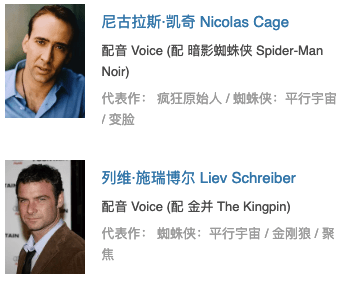 尼古拉斯·凯奇 Nicolas Cage
配音 Voice (配 暗影蜘蛛侠 Spider-Man
Noir)
代表作： 疯狂原始人 / 蜘蛛侠：平行宇宙
/ 变脸
列维·施瑞博尔 Liev Schreiber
配音 Voice (配 金并 The Kingpin)
代表作： 蜘蛛侠：平行宇宙 / 金刚狼 / 聚
焦